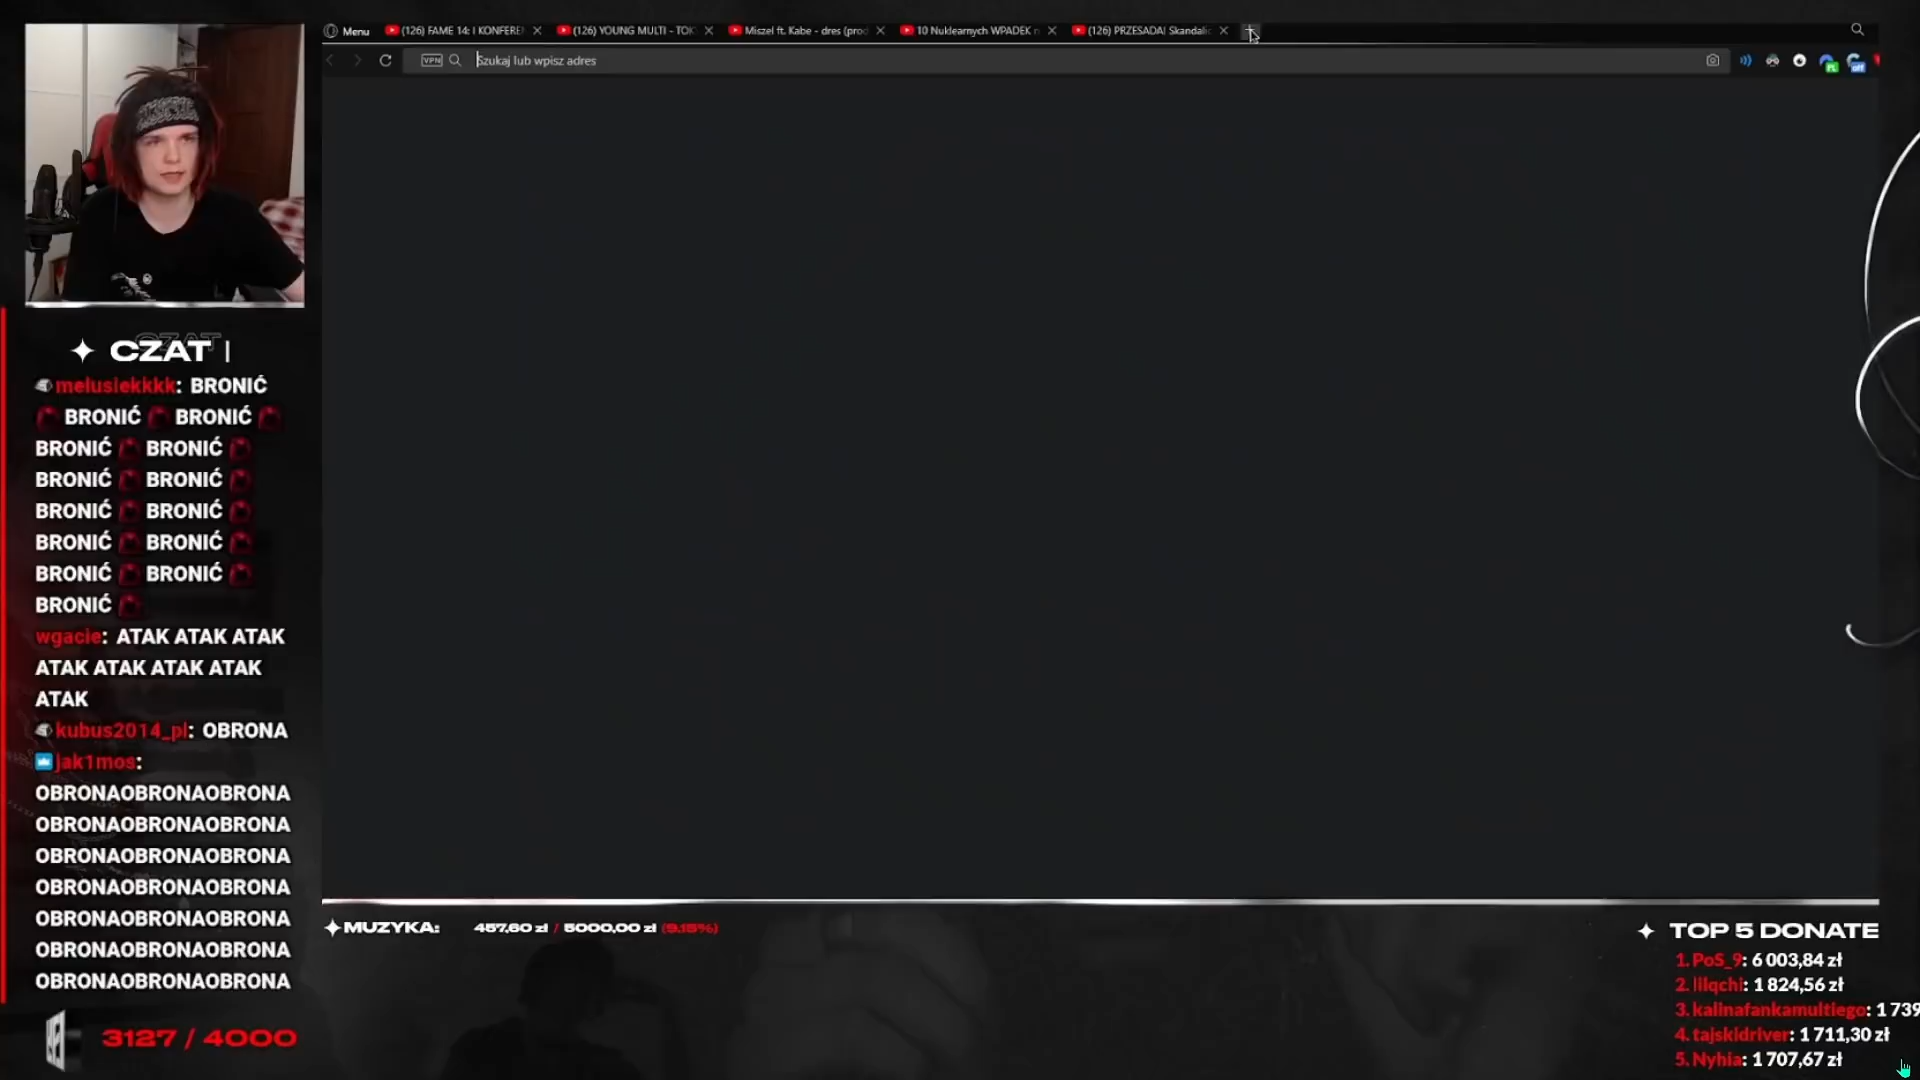 Menu
(126) FAME 14: I KONFERE
(126) YOUNG MULTI - TOK
Miszel ft. Kabe - dres (prod
10 Nuklearnych WPADEK n
(126) PRZESADA! Skandalic
VPN
Szukaj lub wpisz adres
CZAT |
melusiekkkk: BRONIĆ
BRONIĆ BRONIĆ
BRONIĆ BRONIĆ
BRONIĆ BRONIĆ
BRONIĆ BRONIĆ
BRONIĆ BRONIĆ
BRONIĆ BRONIĆ
BRONIĆ
wgacie: ATAK ATAK ATAK
ATAK ATAK ATAK ATAK
ATAK
kubus2014_pl: OBRONA
jak1mos:
OBRONAOBRONAOBRONA
OBRONAOBRONAOBRONA
OBRONAOBRONAOBRONA
OBRONAOBRONAOBRONA
OBRONAOBRONAOBRONA
OBRONAOBRONAOBRONA
OBRONAOBRONAOBRONA
3127 / 4000
MUZYKA: 457,60 zł / 5000,00 zł (9.15%)
TOP 5 DONATE
1. PoS_9: 6 003,84 zł
2. lilqchi: 1 824,56 zł
3. kalinafankamultiego: 1 739
4. tajskidriver: 1 711,30 zł
5. Nyhia: 1 707,67 zł